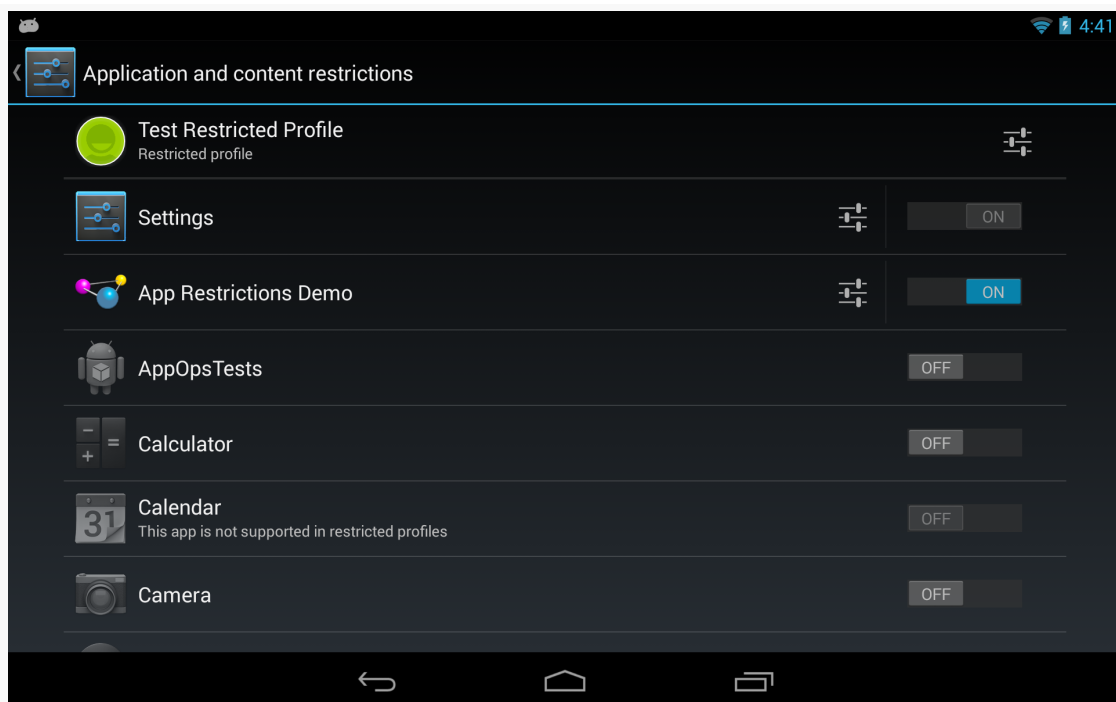 4:41
Application and content restrictions
Test Restricted Profile
Restricted profile
Settings
ON
App Restrictions Demo
ON
AppOpsTests
OFF
Calculator
OFF
31
Calendar
This app is not supported in restricted profiles
OFF
Camera
OFF